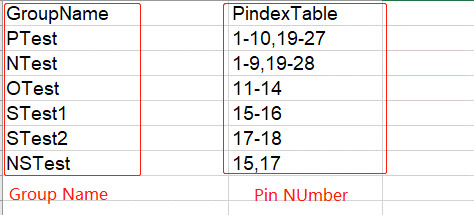 GroupName PindexTable
PTest 1-10,19-27
NTest 1-9,19-28
OTest 11-14
STest1 15-16
STest2 17-18
NSTest 15,17
Group Name Pin NUmber